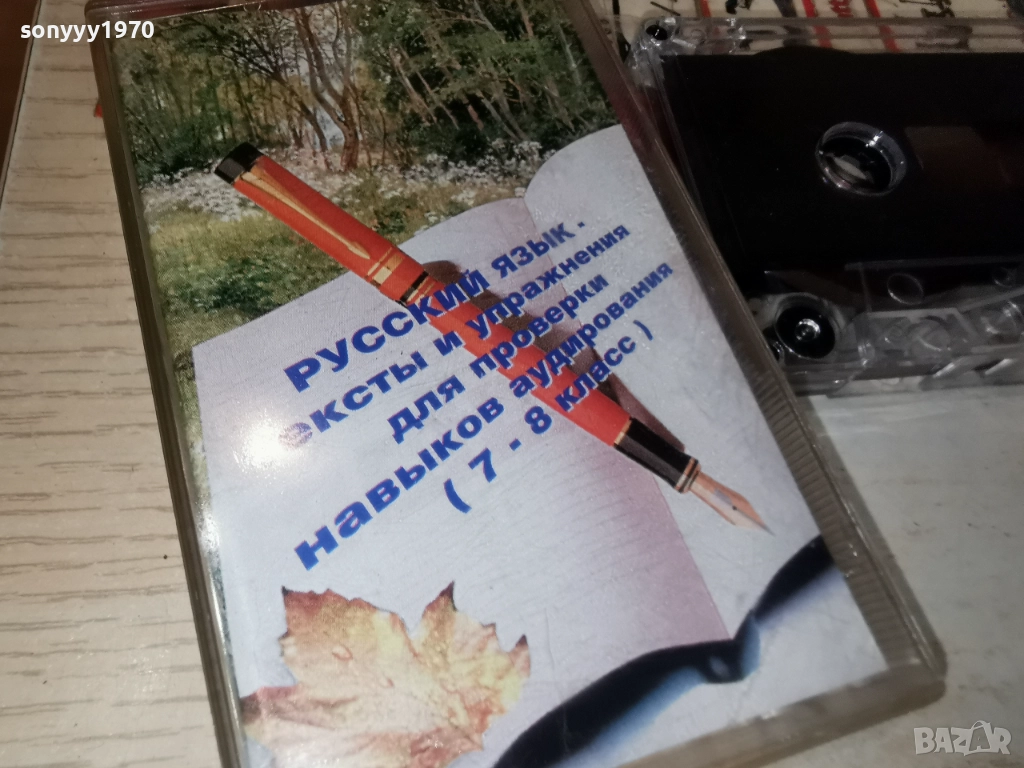 sonyyy1970
РУССКИЙ ЯЗЫК.
ексты и упражнения
для проверки
навыков аудирования
( 7 - 8 класс )
BAZAR